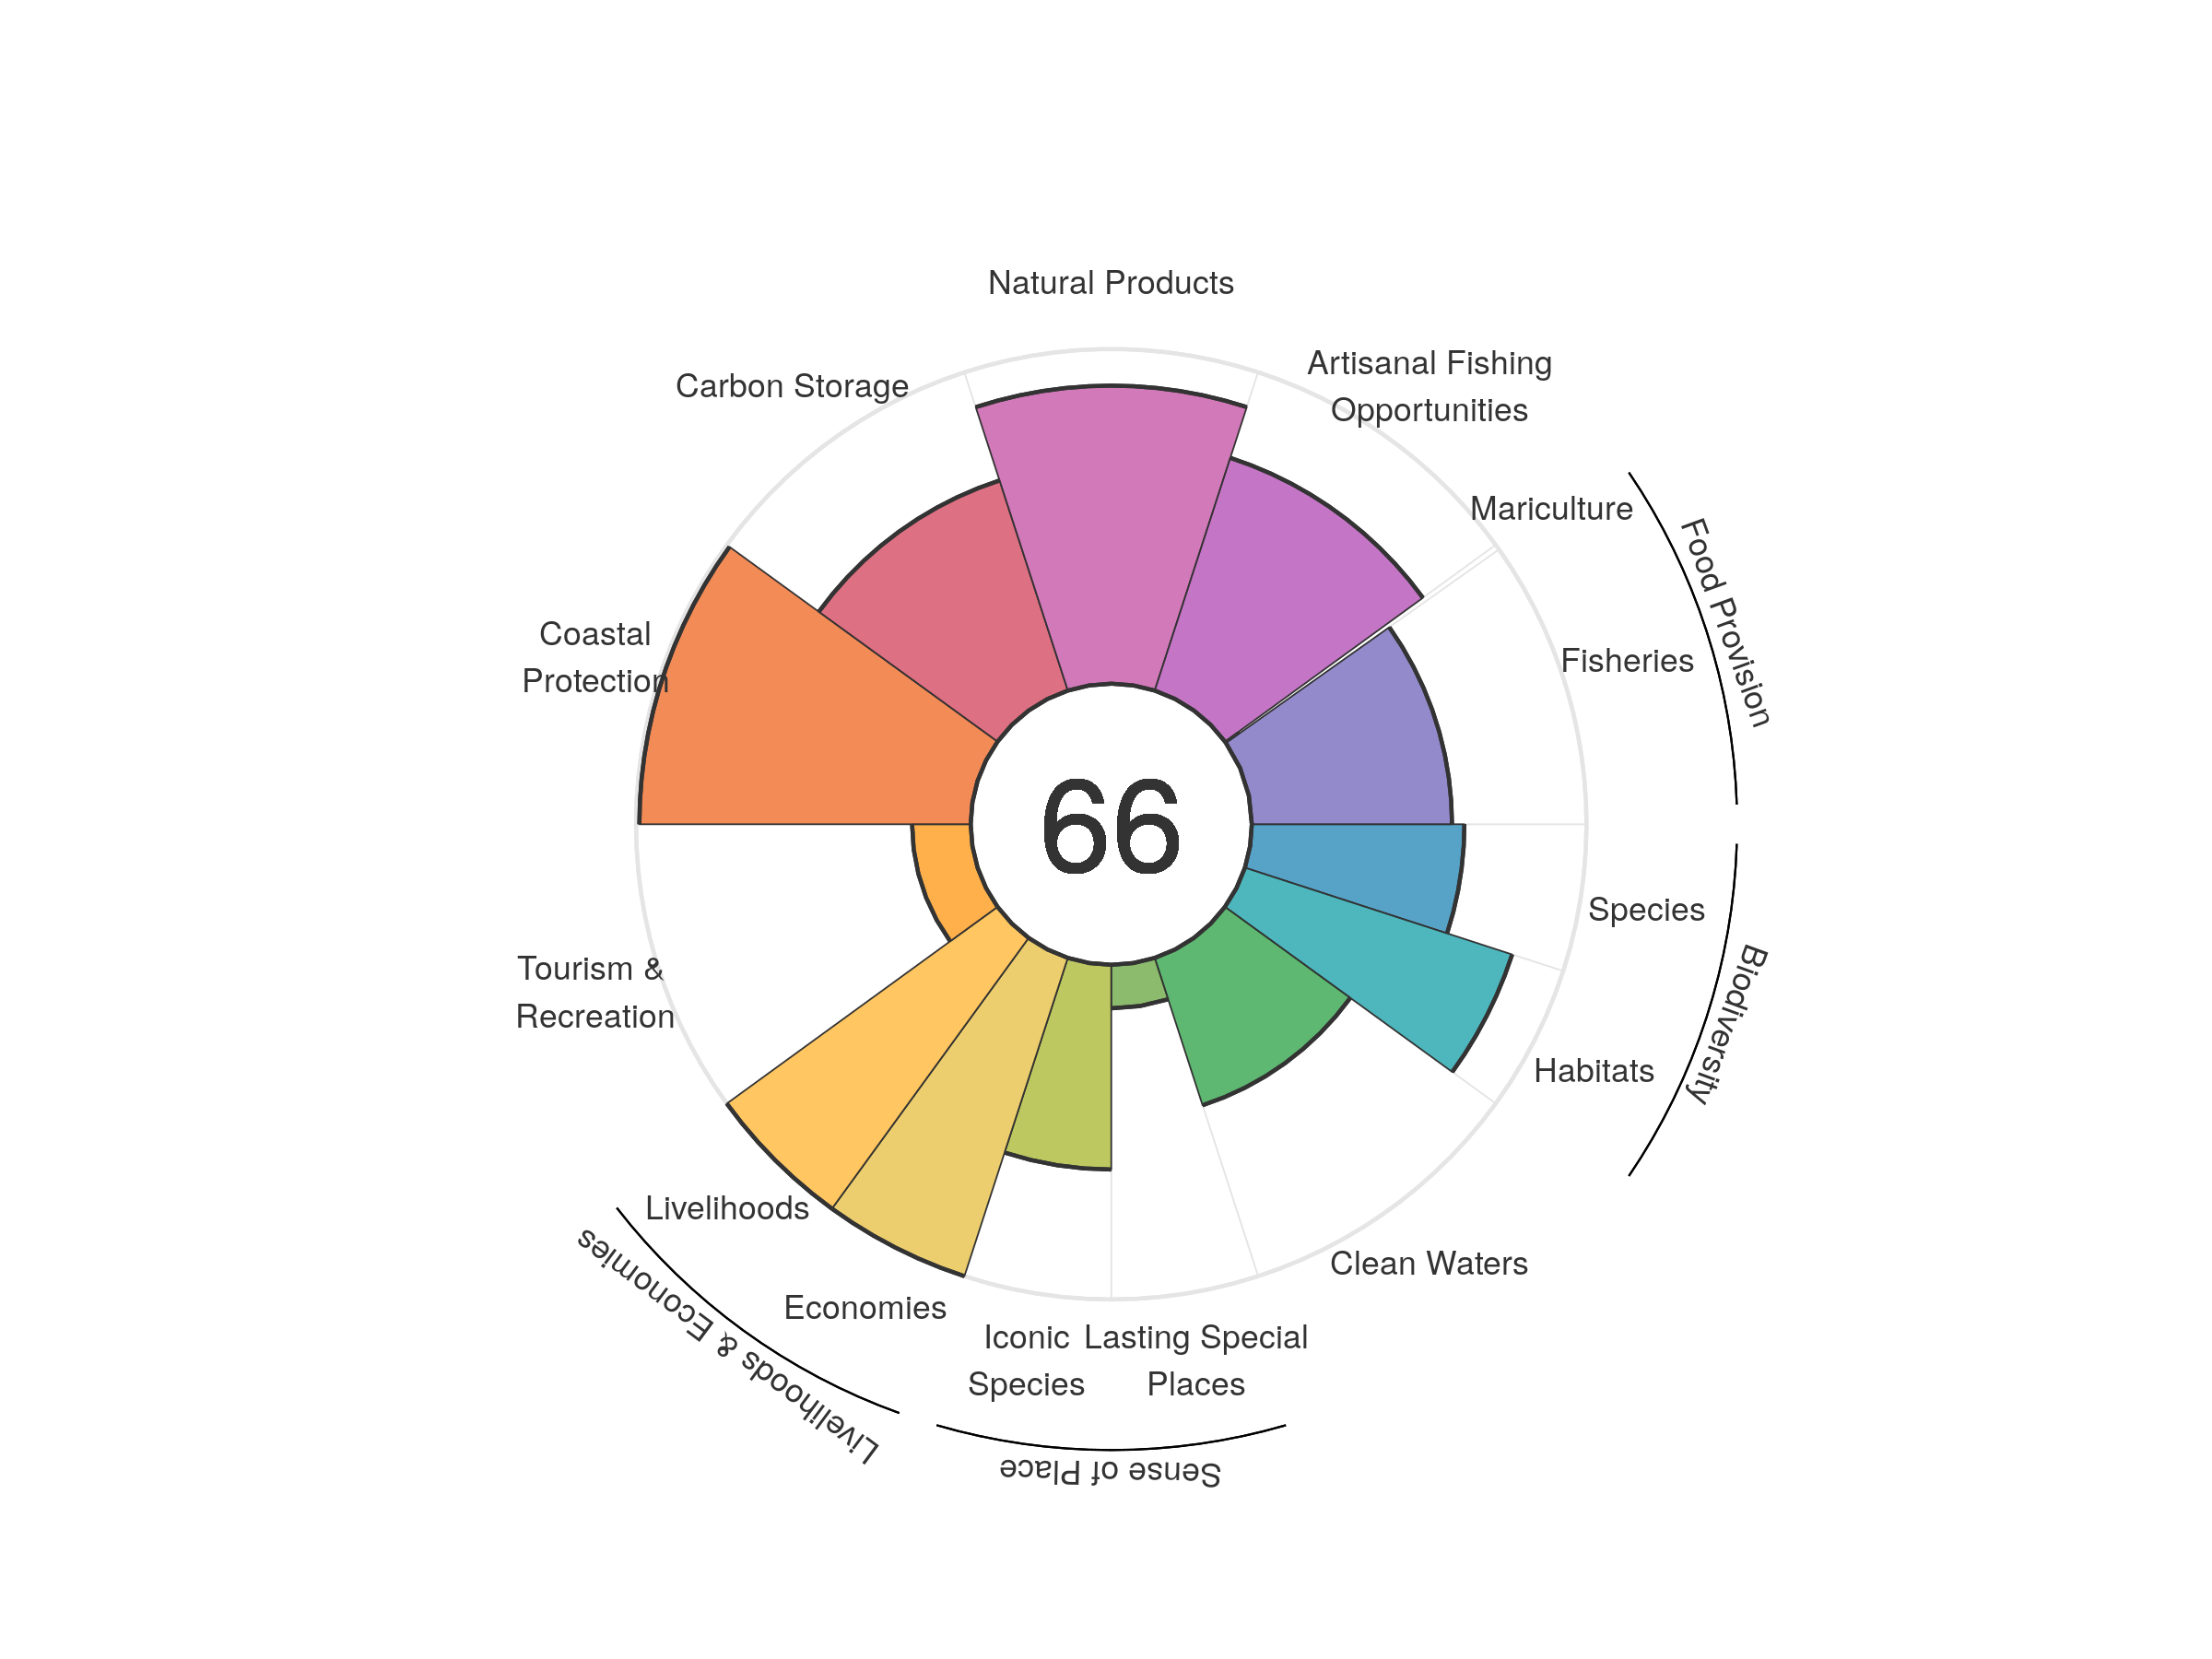 Natural Products
Artisanal Fishing
Opportunities
Carbon Storage
Mariculture
Food Provision
Fisheries
Coastal
Protection
66
Species
Biodiversity
Tourism &
Recreation
Habitats
Livelihoods
Clean Waters
Economies
Livelihoods & Economies
Iconic
Species
Lasting Special
Places
Sense of Place